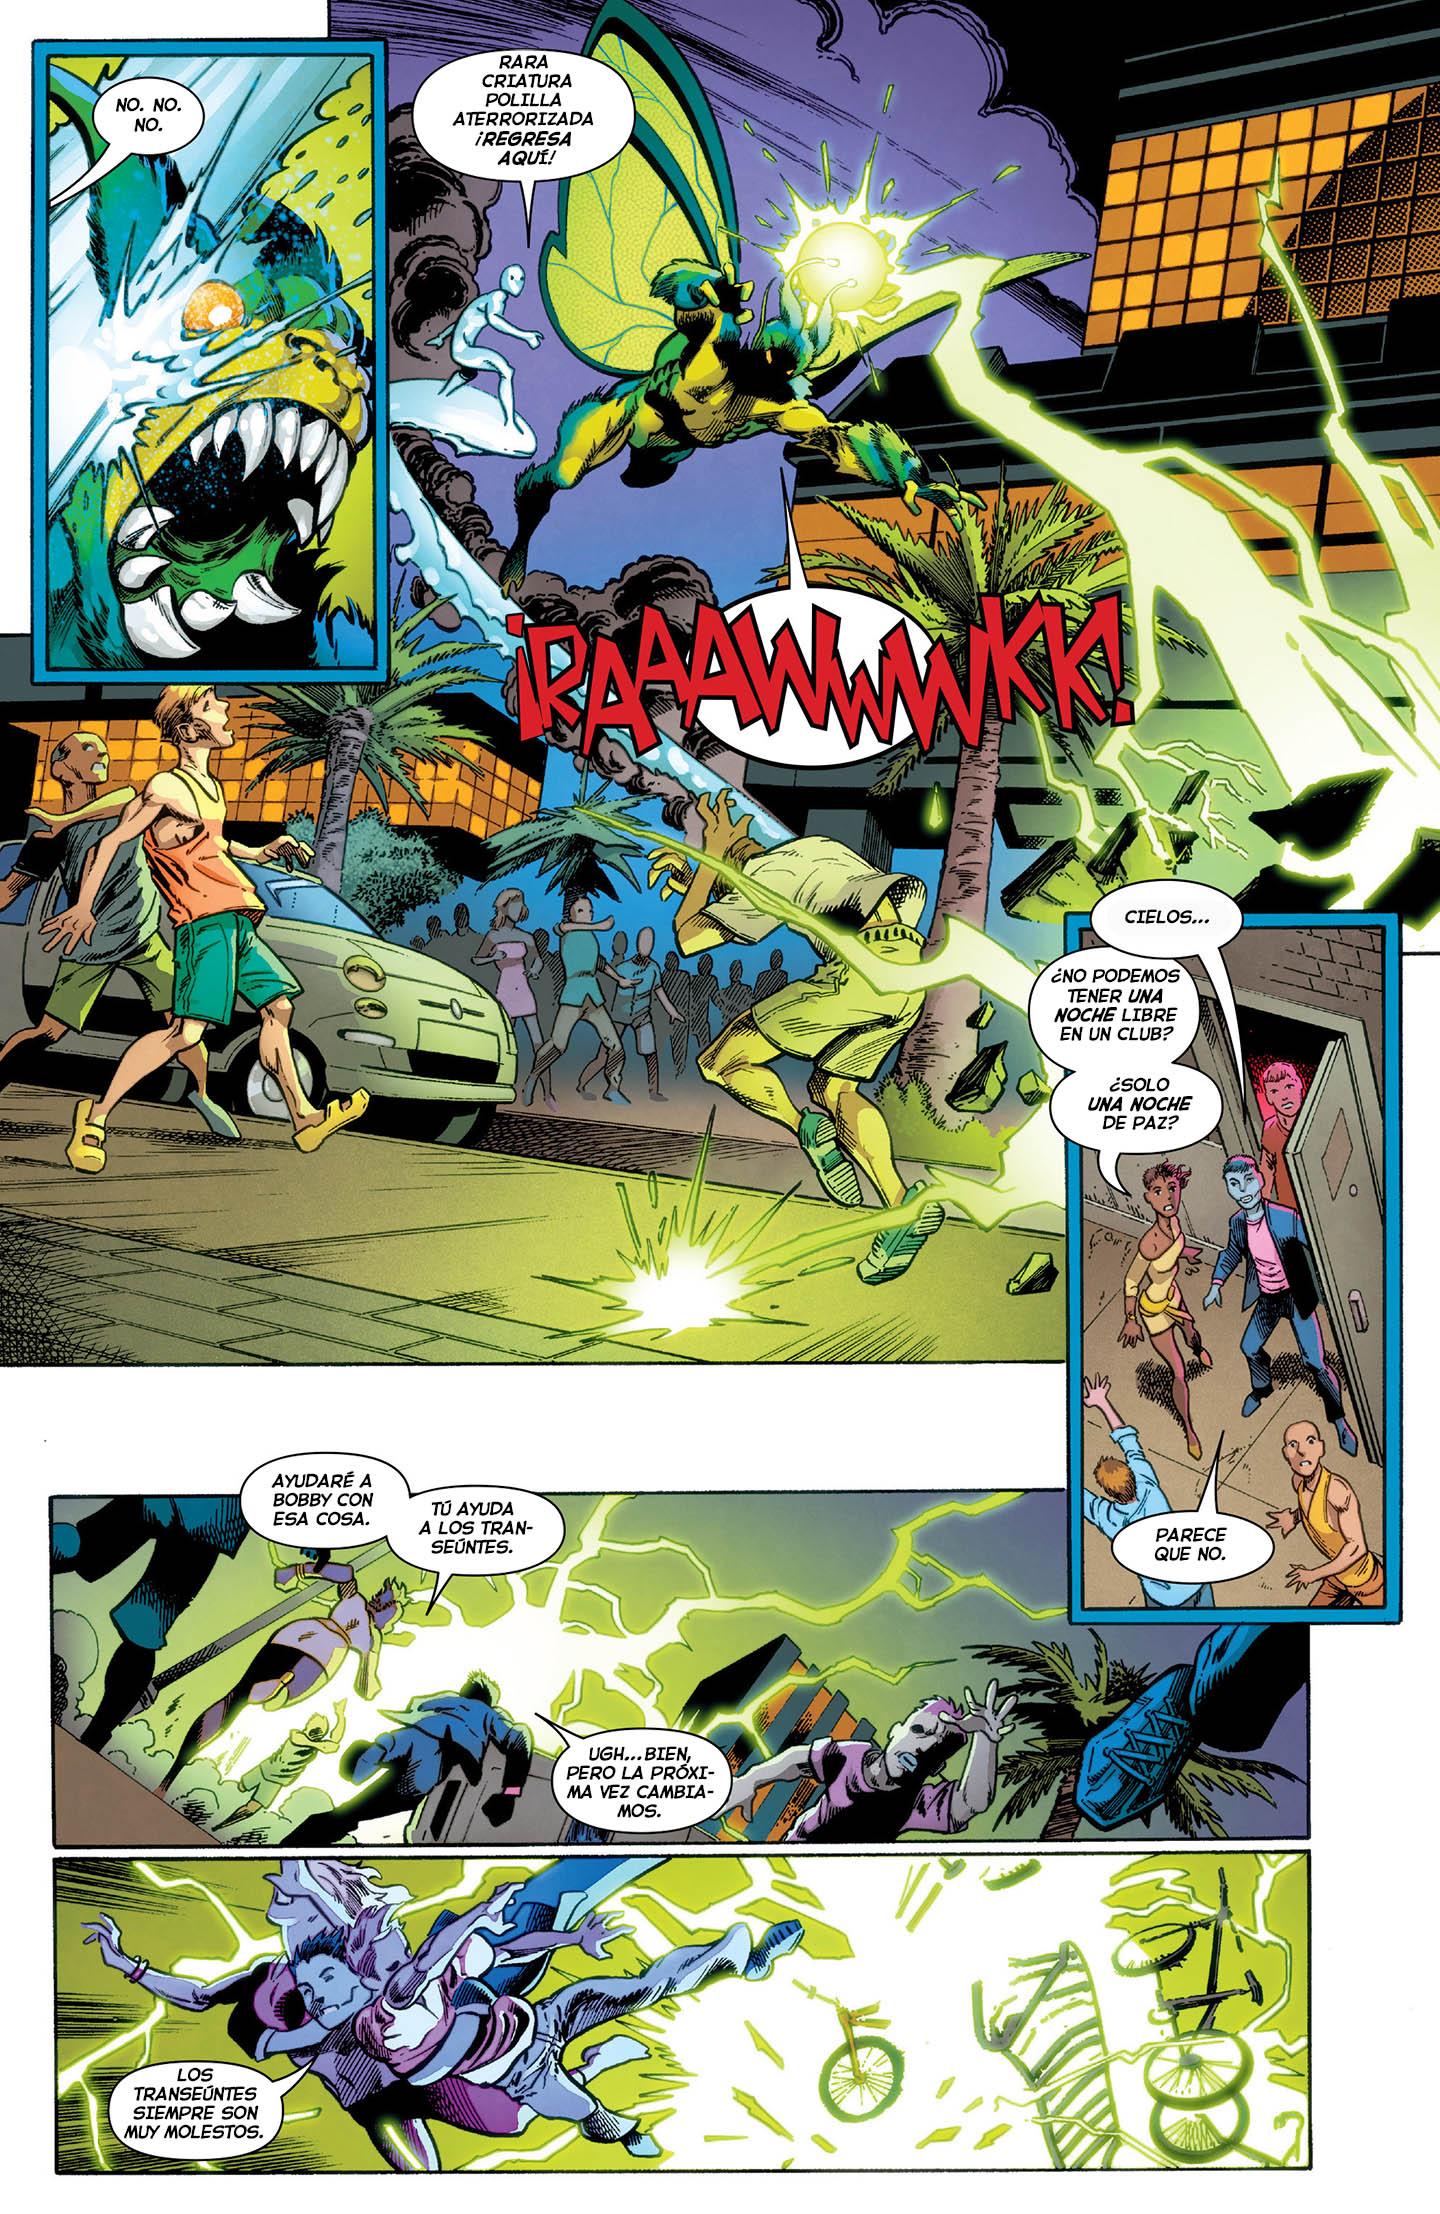 NO. NO.
NO.
RARA
CRIATURA
POLILLA
ATERRORIZADA
¡REGRESA
AQUÍ!
¡RAAAWWWKK!
CIELOS...
¿NO PODEMOS
TENER UNA
NOCHE LIBRE
EN UN CLUB?
¿SOLO
UNA NOCHE
DE PAZ?
PARECE
QUE NO.
AYUDARÉ A
BOBBY CON
ESA COSA.
TÚ AYUDA
A LOS TRAN-
SEÚNTES.
UGH...BIEN,
PERO LA PRÓXI-
MA VEZ CAMBIA-
MOS.
LOS
TRANSEÚNTES
SIEMPRE SON
MUY MOLESTOS.